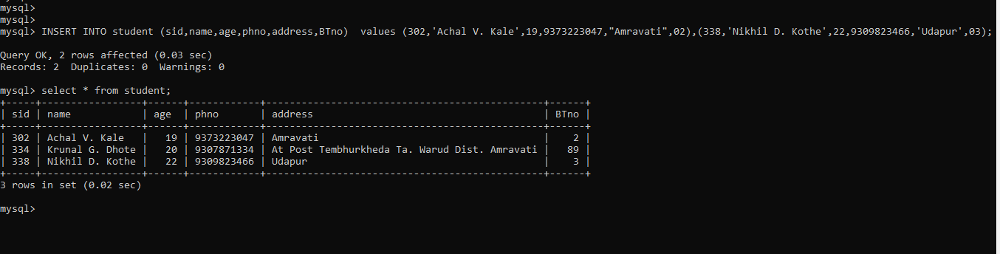 mysql>
mysql>
mysql> INSERT INTO student (sid,name,age,phno,address,BTno)  values (302,'Achal V. Kale',19,9373223047,"Amravati",02),(338,'Nikhil D. Kothe',22,9309823466,'Udapur',03);
Query OK, 2 rows affected (0.03 sec)
Records: 2  Duplicates: 0  Warnings: 0
mysql> select * from student;
+-----+-----------------+------+------------+-----------------------------------------------+------+
| sid | name            | age  | phno       | address                                       | BTno |
+-----+-----------------+------+------------+-----------------------------------------------+------+
| 302 | Achal V. Kale   |   19 | 9373223047 | Amravati                                      |    2 |
| 334 | Krunal G. Dhote |   20 | 9307871334 | At Post Tembhurkheda Ta. Warud Dist. Amravati |   89 |
| 338 | Nikhil D. Kothe |   22 | 9309823466 | Udapur                                        |    3 |
+-----+-----------------+------+------------+-----------------------------------------------+------+
3 rows in set (0.02 sec)
mysql>